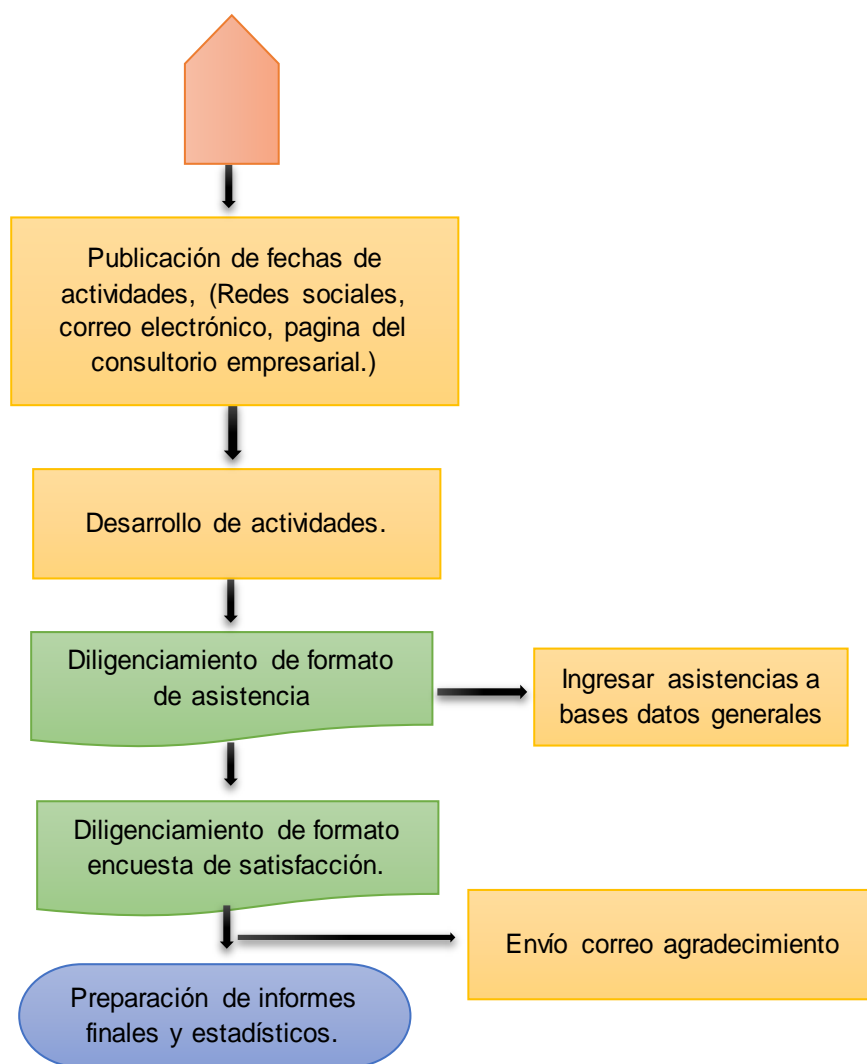 Publicación de fechas de
actividades, (Redes sociales,
correo electrónico, pagina del
consultorio empresarial.)
Desarrollo de actividades.
Diligenciamiento de formato
de asistencia
Ingresar asistencias a
bases datos generales
Diligenciamiento de formato
encuesta de satisfacción.
Envío correo agradecimiento
Preparación de informes
finales y estadísticos.